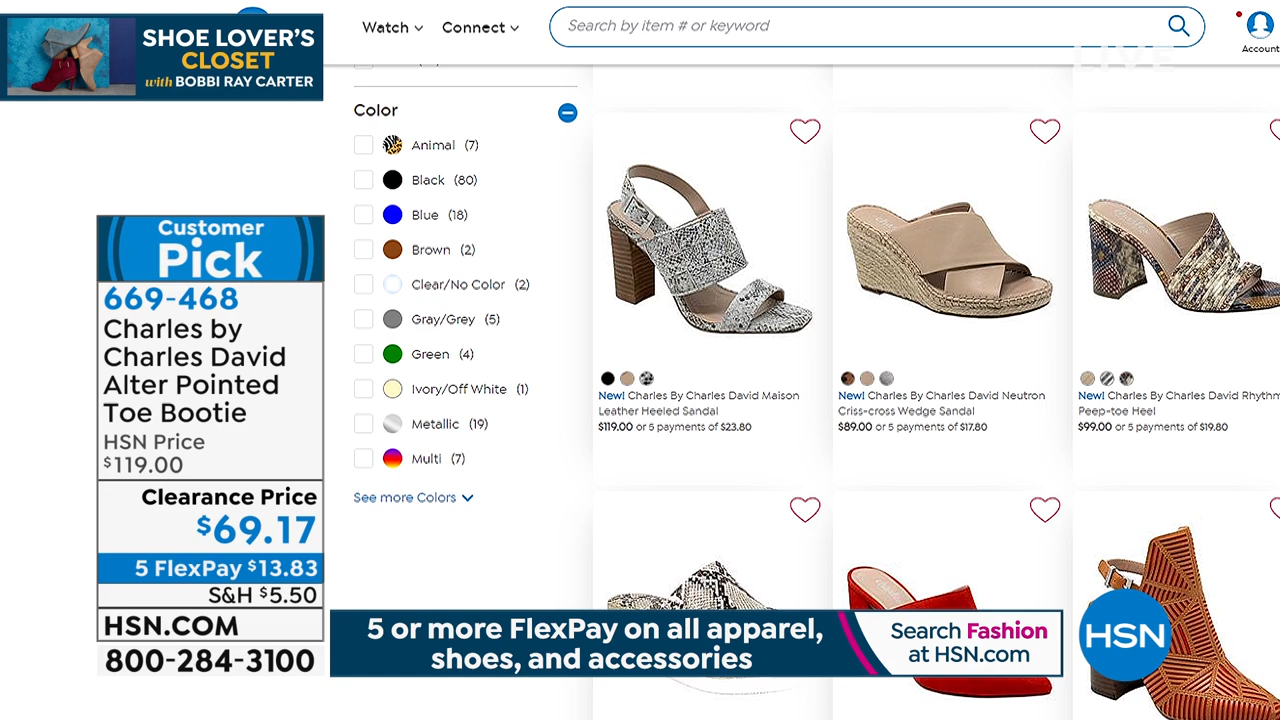 SHOE LOVER'S
CLOSET
with BOBBI RAY CARTER
Watch
Connect
Search by item # or keyword
Account
LIVE
Color
Animal (7)
Black (80)
Blue (18)
Brown (2)
Clear/No Color (2)
Gray/Grey (5)
Green (4)
Ivory/Off White (1)
Metallic (19)
Multi (7)
See more Colors
Customer
Pick
669-468
Charles by
Charles David
Alter Pointed
Toe Bootie
HSN Price
$119.00
Clearance Price
$69.17
5 FlexPay $13.83
S&H $5.50
HSN.COM
800-284-3100
New! Charles By Charles David Maison
Leather Heeled Sandal
$119.00 or 5 payments of $23.80
New! Charles By Charles David Neutron
Criss-cross Wedge Sandal
$89.00 or 5 payments of $17.80
New! Charles By Charles David Rhythm
Peep-toe Heel
$99.00 or 5 payments of $19.80
5 or more FlexPay on all apparel,
shoes, and accessories
Search Fashion
at HSN.com
HSN